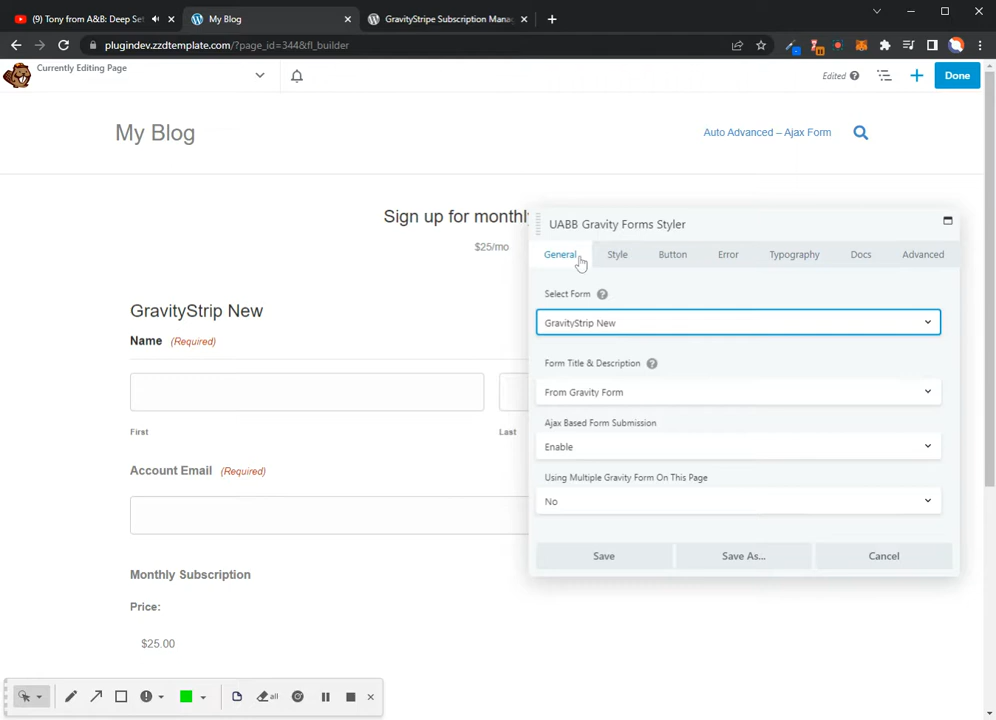 (9) Tony from A&B: Deep Se
My Blog
GravityStripe Subscription Mana
plugindev.zzdtemplate.com/?page_id=344&fl_builder
Currently Editing Page
Edited
Done
My Blog
Auto Advanced – Ajax Form
Sign up for monthly
$25/mo
GravityStrip New
Name (Required)
First
Last
Account Email (Required)
Monthly Subscription
Price:
$25.00
UABB Gravity Forms Styler
General
Style
Button
Error
Typography
Docs
Advanced
Select Form
GravityStrip New
Form Title & Description
From Gravity Form
Ajax Based Form Submission
Enable
Using Multiple Gravity Form On This Page
No
Save
Save As...
Cancel
all